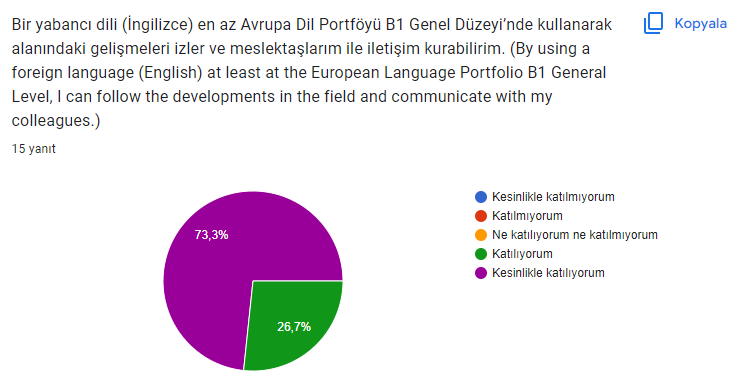 Bir yabancı dili (İngilizce) en az Avrupa Dil Portföyü B1 Genel Düzeyi’nde kullanarak
alanındaki gelişmeleri izler ve meslektaşlarım ile iletişim kurabilirim. (By using a
foreign language (English) at least at the European Language Portfolio B1 General
Level, I can follow the developments in the field and communicate with my
colleagues.)
Kopyala
15 yanıt
73,3%
26,7%
Kesinlikle katılmıyorum
Katılmıyorum
Ne katılıyorum ne katılmıyorum
Katılıyorum
Kesinlikle katılıyorum